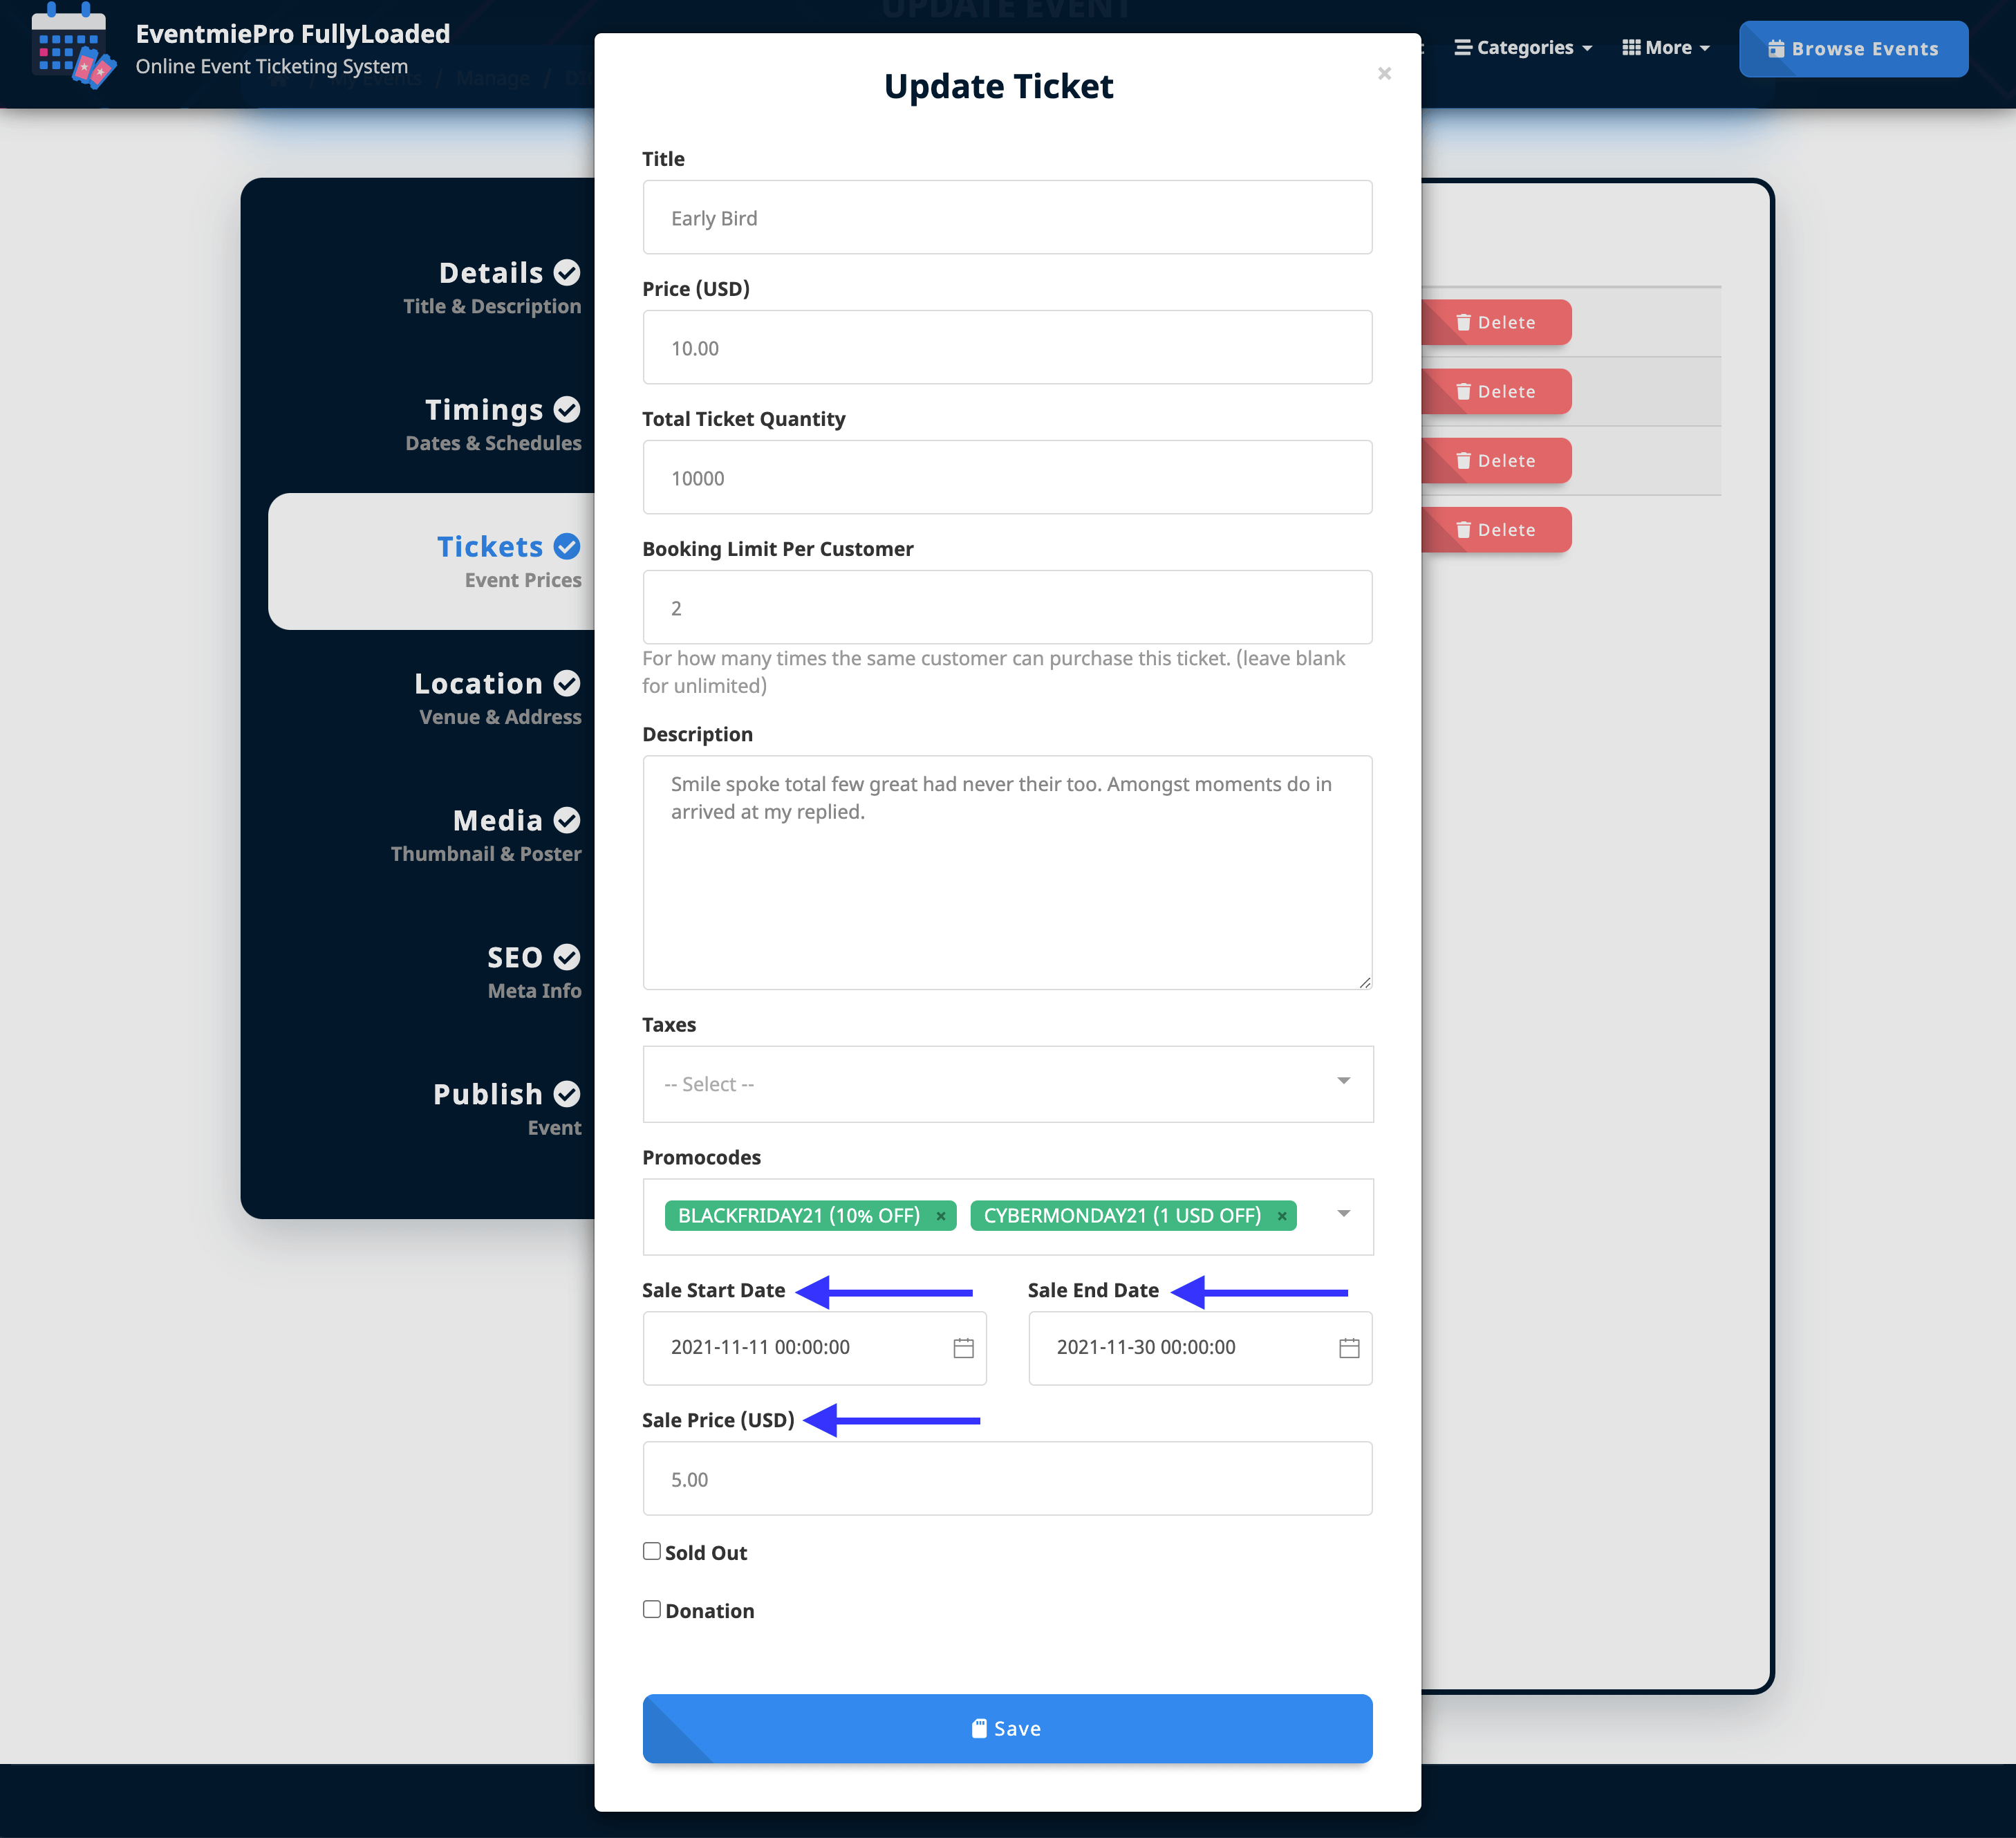 UPDATE EVENT
EventmiePro FullyLoaded
Online Event Ticketing System
Manage /
Categories
More
Browse Events
Details
Title & Description
Timings
Dates & Schedules
Tickets
Event Prices
Location
Venue & Address
Media
Thumbnail & Poster
SEO
Meta Info
Publish
Event
Update Ticket
×
Title
Early Bird
Price (USD)
10.00
Total Ticket Quantity
10000
Booking Limit Per Customer
2
For how many times the same customer can purchase this ticket. (leave blank
for unlimited)
Description
Smile spoke total few great had never their too. Amongst moments do in
arrived at my replied.
Taxes
-- Select --
Promocodes
BLACKFRIDAY21 (10% OFF) × CYBERMONDAY21 (1 USD OFF) ×
Sale Start Date Sale End Date
2021-11-11 00:00:00 2021-11-30 00:00:00
Sale Price (USD)
5.00
Sold Out
Donation
Save
Delete
Delete
Delete
Delete